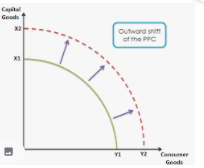 Capital
Goods
X2
Outward shift
of the PPC
X1
Y1
Y2
Consumer
Goods